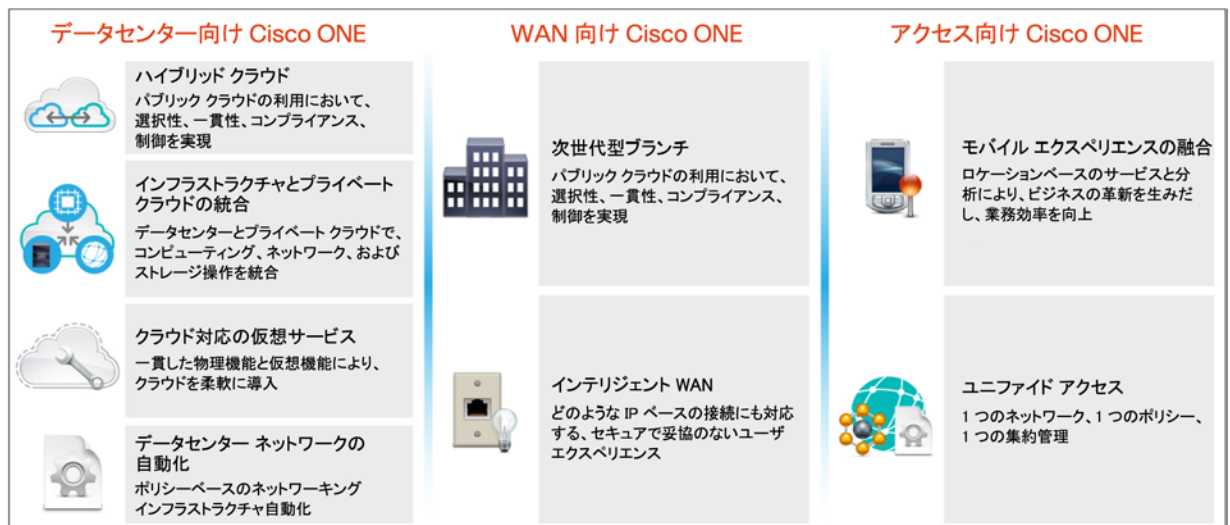 データセンター向け Cisco ONE
ハイブリッド クラウド
パブリック クラウドの利用において、
選択性、一貫性、コンプライアンス、
制御を実現
インフラストラクチャとプライベート
クラウドの統合
データセンターとプライベート クラウドで、
コンピューティング、ネットワーク、および
ストレージ操作を統合
クラウド対応の仮想サービス
一貫した物理機能と仮想機能により、
クラウドを柔軟に導入
データセンター ネットワークの
自動化
ポリシーベースのネットワーキング
インフラストラクチャ自動化
WAN 向け Cisco ONE
次世代型ブランチ
パブリック クラウドの利用において、
選択性、一貫性、コンプライアンス、
制御を実現
インテリジェント WAN
どのような IP ベースの接続にも対応
する、セキュアで妥協のないユーザ
エクスペリエンス
アクセス向け Cisco ONE
モバイル エクスペリエンスの融合
ロケーションベースのサービスと分
析により、ビジネスの革新を生みだ
し、業務効率を向上
ユニファイド アクセス
1 つのネットワーク、1 つのポリシー、
1 つの集約管理